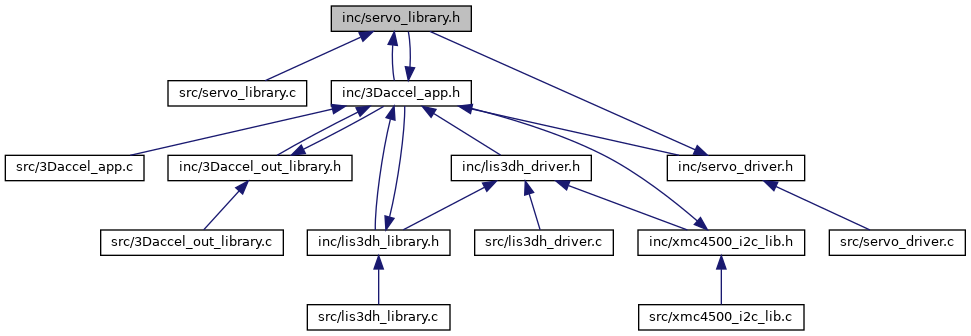 inc/servo_library.h
src/servo_library.c
inc/3Daccel_app.h
src/3Daccel_app.c
inc/3Daccel_out_library.h
inc/lis3dh_driver.h
inc/servo_driver.h
src/3Daccel_out_library.c
inc/lis3dh_library.h
src/lis3dh_driver.c
inc/xmc4500_i2c_lib.h
src/servo_driver.c
src/lis3dh_library.c
src/xmc4500_i2c_lib.c